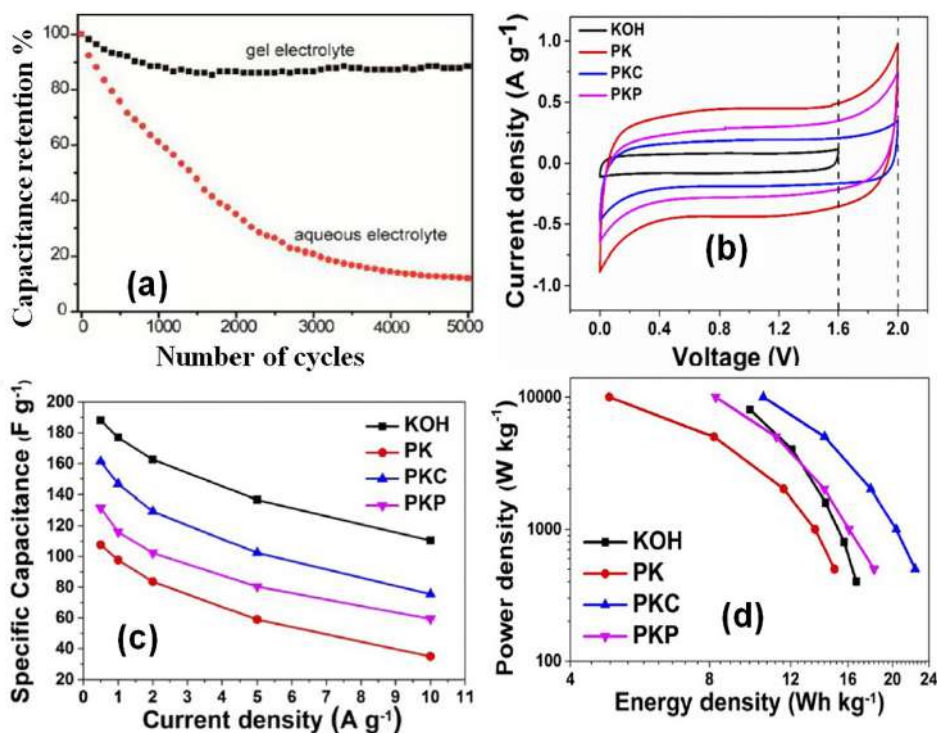 Capacitance retention %
100
80
60
40
20
0
gel electrolyte
aqueous electrolyte
(a)
0
1000
2000
3000
4000
5000
Number of cycles
Current density (A g-1)
1.0
0.5
0.0
-0.5
-1.0
KOH
PK
PKC
PKP
(b)
0.0
0.4
0.8
1.2
1.6
2.0
Voltage (V)
Specific Capacitance (F g-1)
200
180
160
140
120
100
80
60
40
20
KOH
PK
PKC
PKP
(c)
0
1
2
3
4
5
6
7
8
9
10
11
Current density (A g-1)
Power density (W kg-1)
10000
1000
100
KOH
PK
PKC
PKP
(d)
4
8
12
16
20
24
Energy density (Wh kg-1)